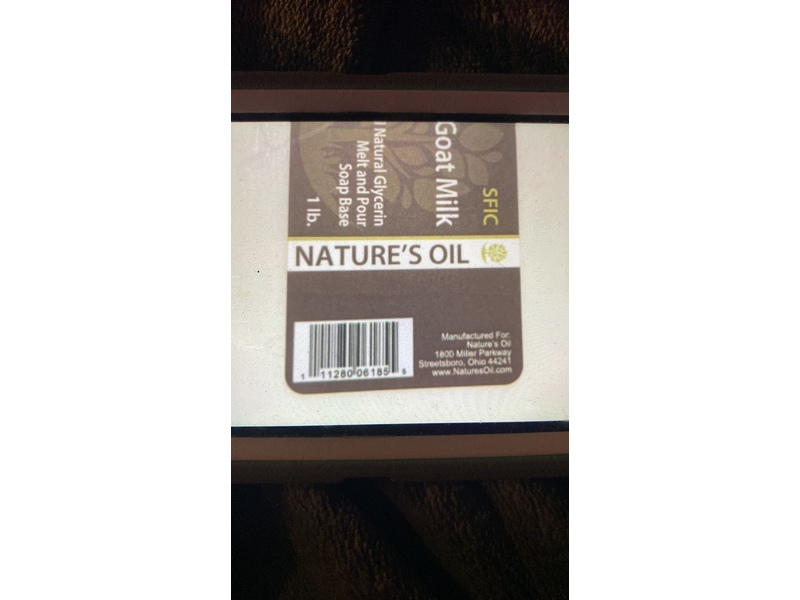 SFIC
Goat Milk
Natural Glycerin
Melt and Pour
Soap Base
1 lb.
NATURE'S OIL
Manufactured For:
Nature's Oil
1800 Miller Parkway
Streetsboro, Ohio 44241
www.NaturesOil.com
1 11280 06185 5